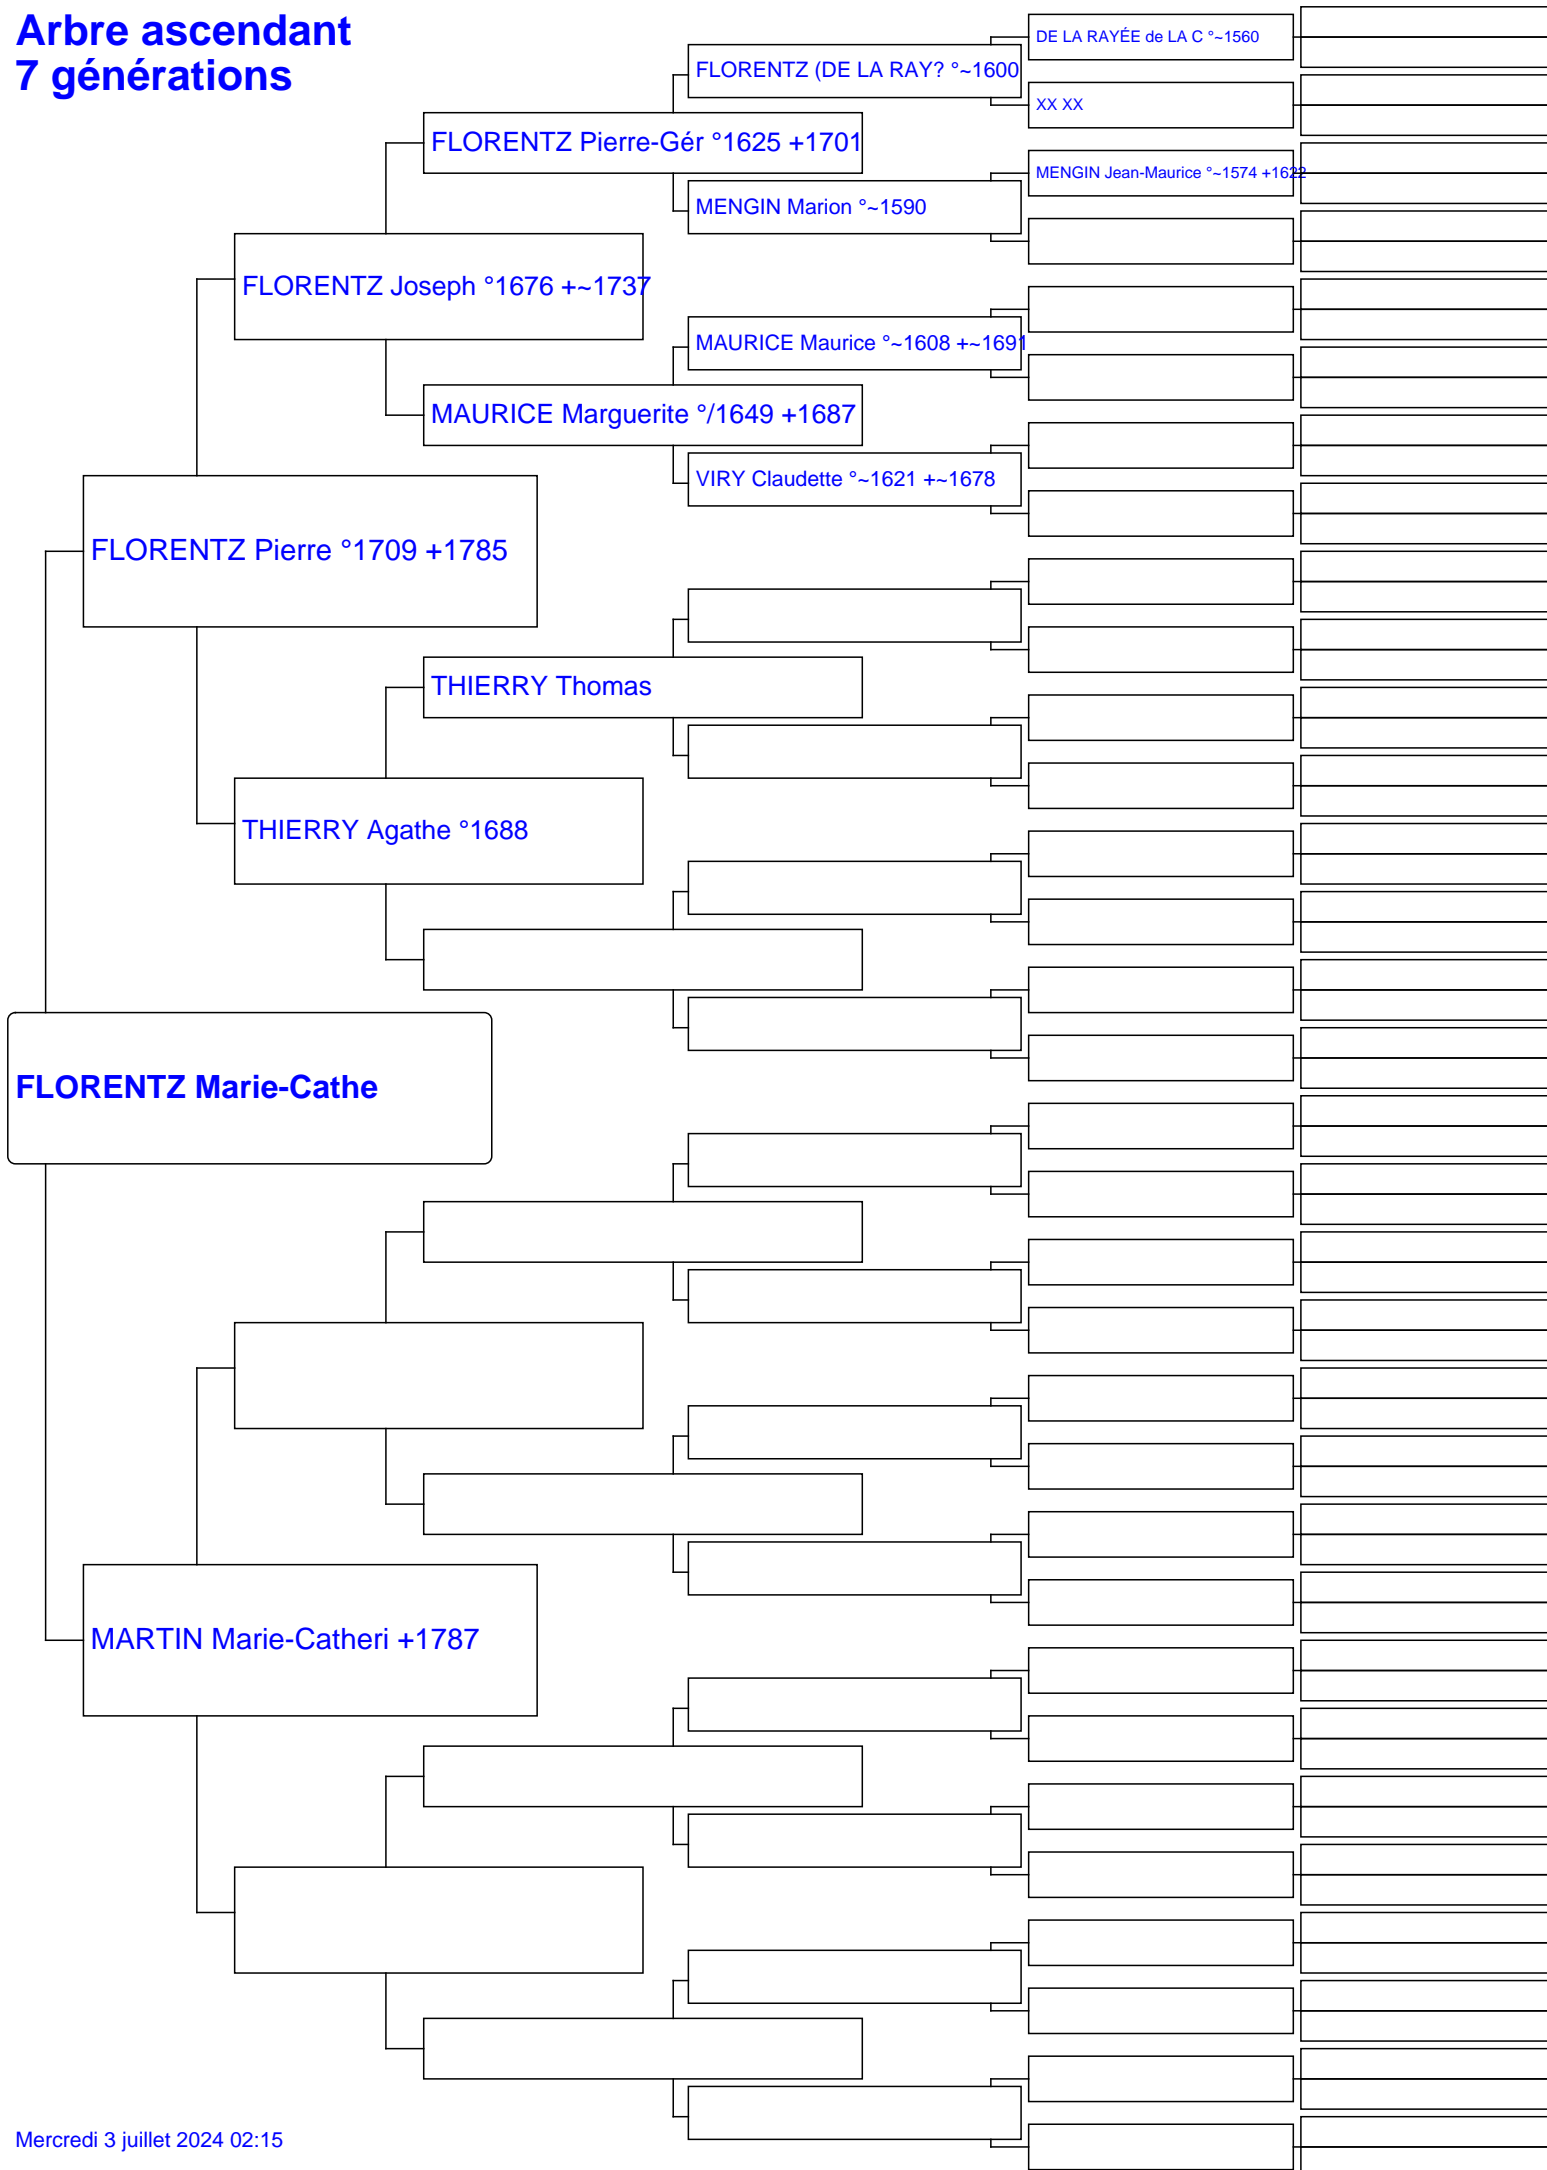 Arbre ascendant
7 générations
DE LA RAYÉE de LA C °~1560
FLORENTZ (DE LA RAY? °~1600
XX XX
FLORENTZ Pierre-Gér °1625 +1701
MENGIN Jean-Maurice °~1574 +1622
MENGIN Marion °~1590
FLORENTZ Joseph °1676 +~1737
MAURICE Maurice °~1608 +~1691
MAURICE Marguerite °/1649 +1687
VIRY Claudette °~1621 +~1678
FLORENTZ Pierre °1709 +1785
THIERRY Thomas
THIERRY Agathe °1688
FLORENTZ Marie-Cathe
MARTIN Marie-Catheri +1787
Mercredi 3 juillet 2024 02:15